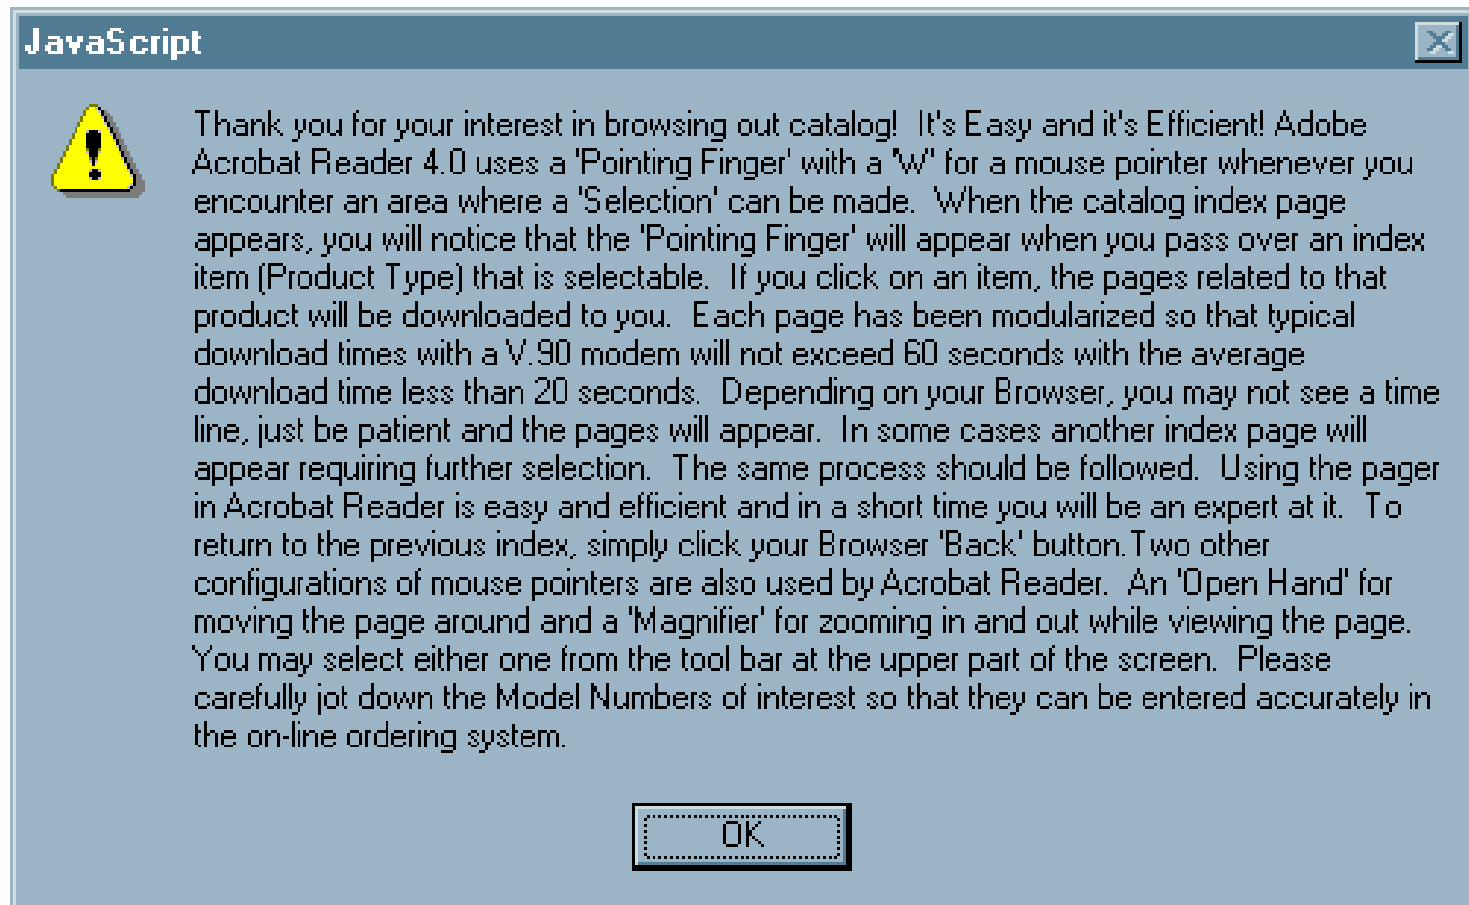 JavaScript
Thank you for your interest in browsing out catalog!  It's Easy and it's Efficient! Adobe
Acrobat Reader 4.0 uses a 'Pointing Finger' with a 'W' for a mouse pointer whenever you
encounter an area where a 'Selection' can be made.  When the catalog index page
appears, you will notice that the 'Pointing Finger' will appear when you pass over an index
item (Product Type) that is selectable.  If you click on an item, the pages related to that
product will be downloaded to you.  Each page has been modularized so that typical
download times with a V.90 modem will not exceed 60 seconds with the average
download time less than 20 seconds.  Depending on your Browser, you may not see a time
line, just be patient and the pages will appear.  In some cases another index page will
appear requiring further selection.  The same process should be followed.  Using the pager
in Acrobat Reader is easy and efficient and in a short time you will be an expert at it.  To
return to the previous index, simply click your Browser 'Back' button.Two other
configurations of mouse pointers are also used by Acrobat Reader.  An 'Open Hand' for
moving the page around and a 'Magnifier' for zooming in and out while viewing the page.
You may select either one from the tool bar at the upper part of the screen.  Please
carefully jot down the Model Numbers of interest so that they can be entered accurately in
the on-line ordering system.
OK